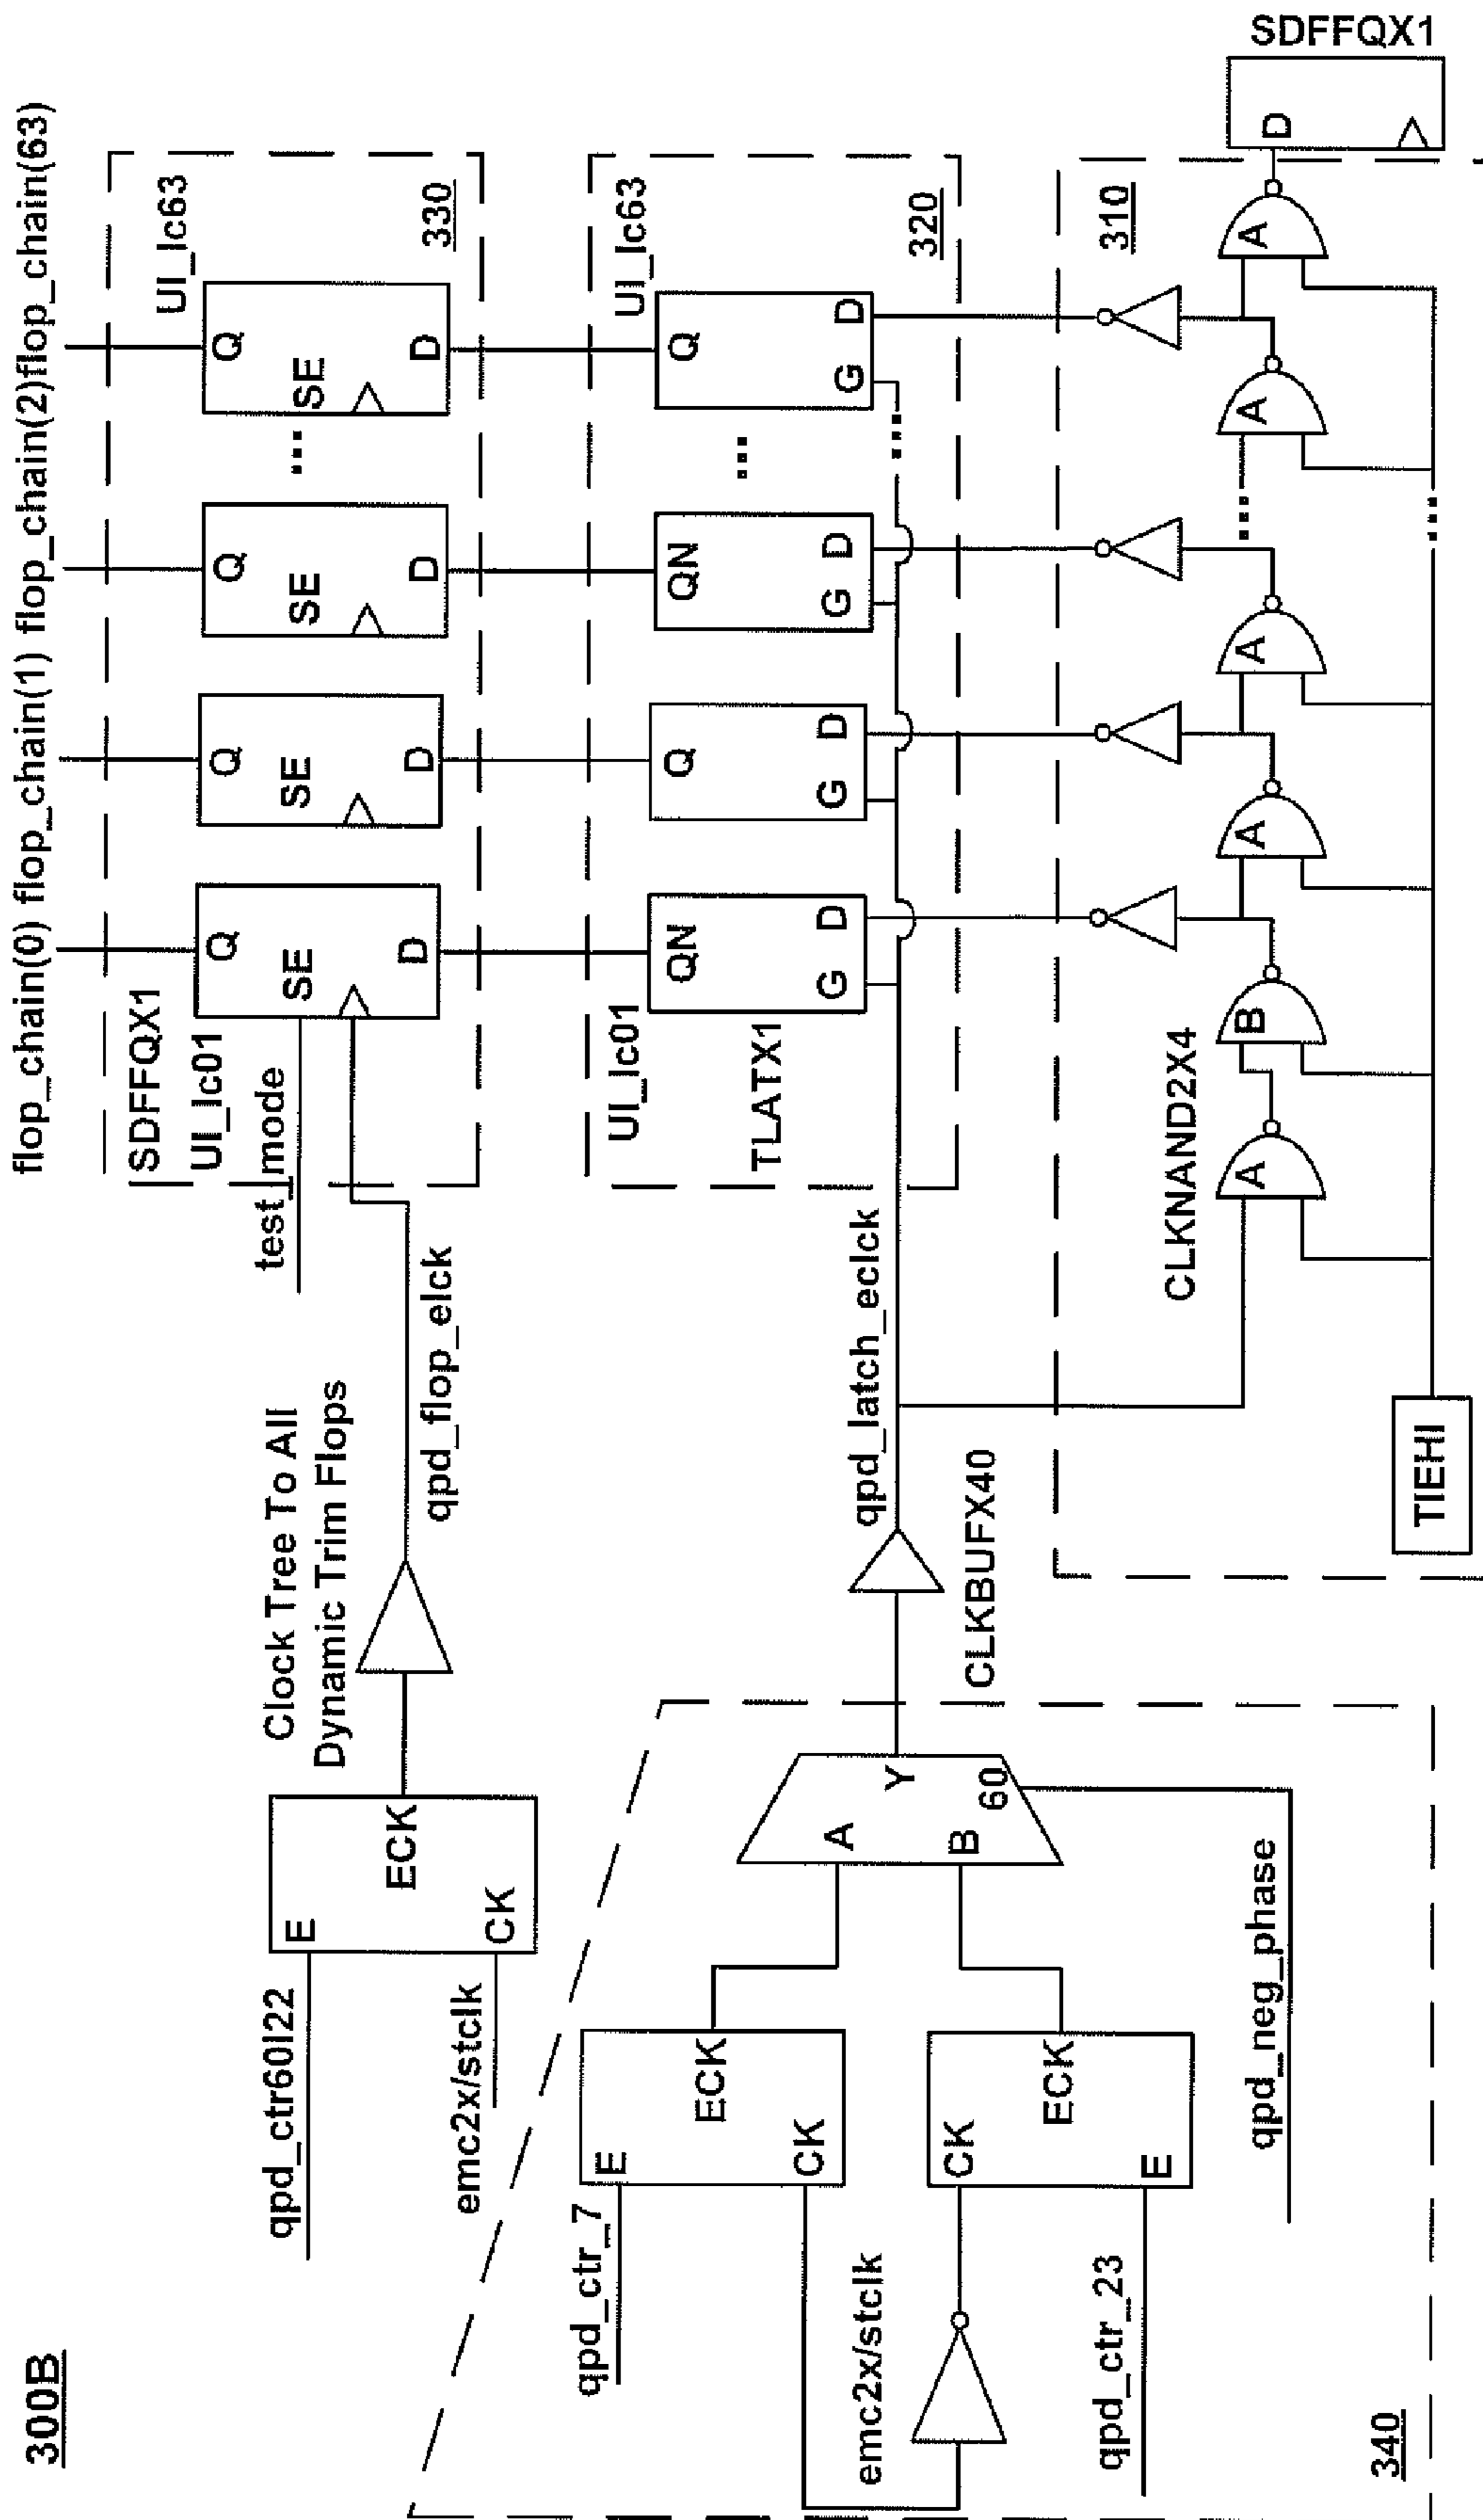 300B
flop_chain(0) flop_chain(1) flop_chain(2)flop_chain(63)
SDFFQX1
UI_lc01
UI_lc63
Q
SE
D
Q
SE
D
Q
SE
D
...
Q
SE
D
330
test_mode
Clock Tree To All
Dynamic Trim Flops
qpd_flop_elck
qpd_ctr60l22
E
ECK
CK
emc2x/stclk
UI_lc01
TLATX1
UI_lc63
QN
G
D
Q
G
D
QN
G
D
...
Q
G
D
...
320
qpd_latch_eclck
CLKBUFX40
qpd_ctr_7
E
ECK
CK
emc2x/stclk
CK
ECK
E
qpd_ctr_23
A
B
Y
60
qpd_neg_phase
340
310
CLKNAND2X4
A
B
A
A
...
A
A
...
TIEHI
D
SDFFQX1